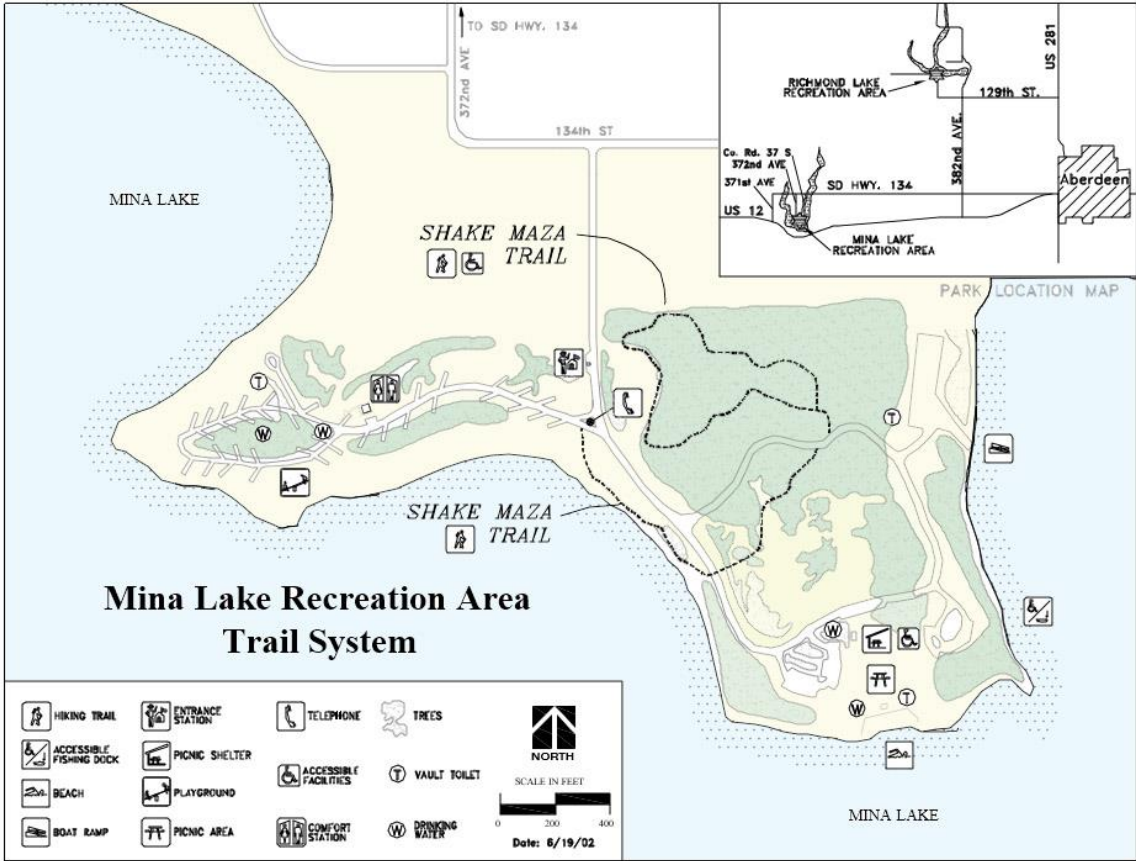 TO SD HWY. 134
372nd AVE
134th ST
MINA LAKE
SHAKE MAZA
TRAIL
RICHMOND LAKE
RECREATION AREA
US 281
129th ST.
382nd AVE.
Co. Rd. 37 S
372nd AVE
371st AVE
SD HWY. 134
Aberdeen
US 12
MINA LAKE
RECREATION AREA
PARK LOCATION MAP
T
W
W
T
SHAKE MAZA
TRAIL
Mina Lake Recreation Area
Trail System
W
W
T
MINA LAKE
HIKING TRAIL
ENTRANCE
STATION
TELEPHONE
TREES
ACCESSIBLE
FISHING DOCK
PICNIC SHELTER
ACCESSIBLE
FACILITIES
T VAULT TOILET
BEACH
PLAYGROUND
BOAT RAMP
PICNIC AREA
COMFORT
STATION
W DRINKING
WATER
NORTH
SCALE IN FEET
0 200 400
Date: 6/19/02